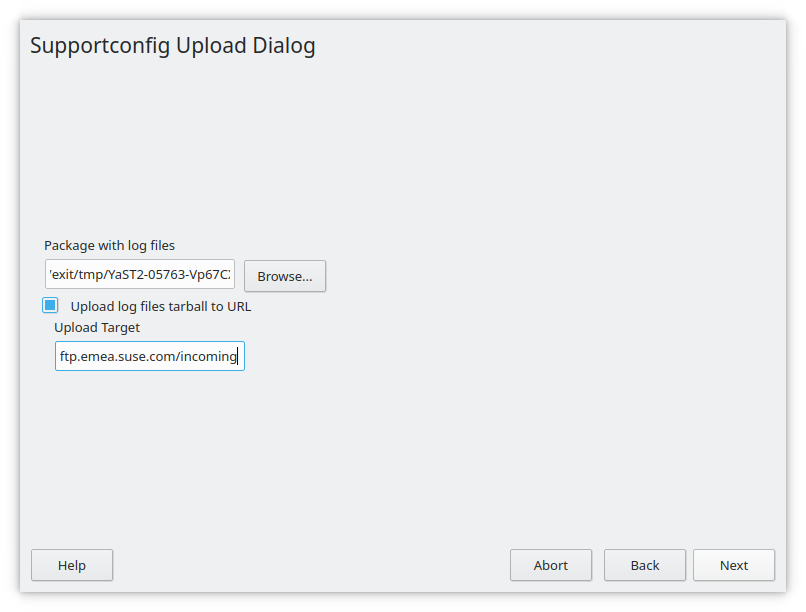 Supportconfig Upload Dialog
Package with log files
'exit/tmp/YaST2-05763-Vp67C
Browse...
Upload log files tarball to URL
Upload Target
ftp.emea.suse.com/incoming
Help
Abort
Back
Next